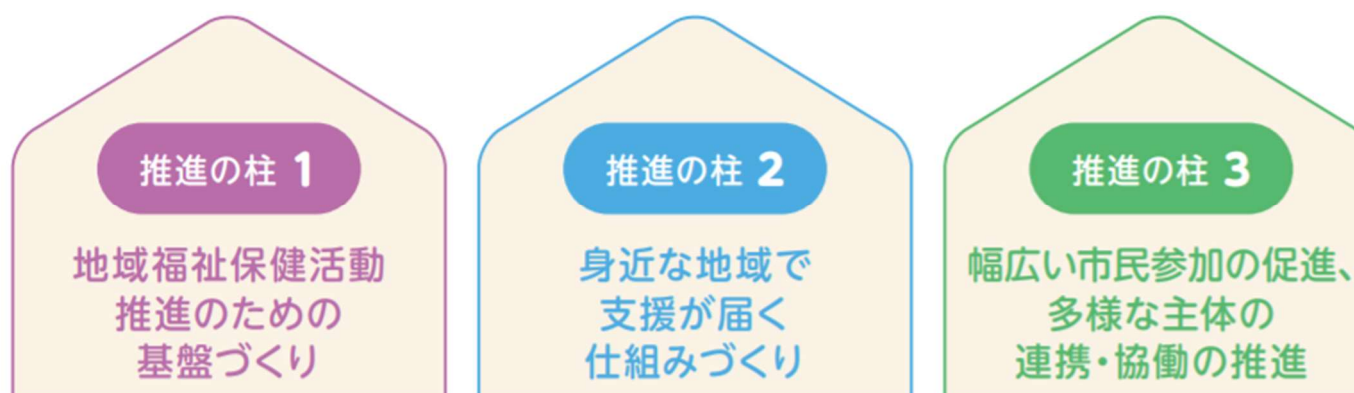 推進の柱 1
地域福祉保健活動
推進のための
基盤づくり
推進の柱 2
身近な地域で
支援が届く
仕組みづくり
推進の柱 3
幅広い市民参加の促進、
多様な主体の
連携・協働の推進